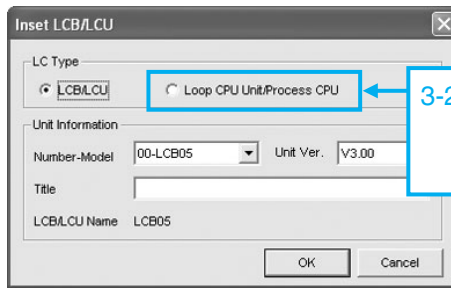 Inset LCB/LCU
LC Type
LCB/LCU
Loop CPU Unit/Process CPU
3-2
Unit Information
Number-Model
00-LCB05
Unit Ver.
V3.00
Title
LCB/LCU Name
LCB05
OK
Cancel